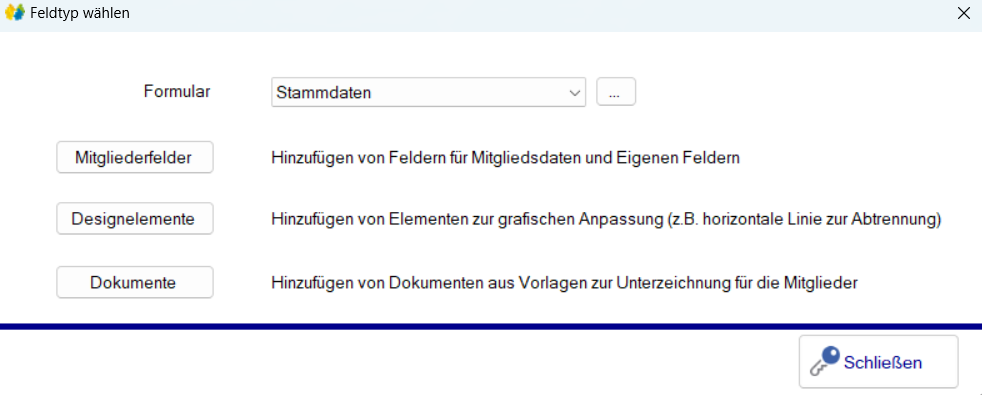 Feldtyp wählen
Formular Stammdaten ...
Mitgliederfelder Hinzufügen von Feldern für Mitgliedsdaten und Eigenen Feldern
Designelemente Hinzufügen von Elementen zur grafischen Anpassung (z.B. horizontale Linie zur Abtrennung)
Dokumente Hinzufügen von Dokumenten aus Vorlagen zur Unterzeichnung für die Mitglieder
Schließen